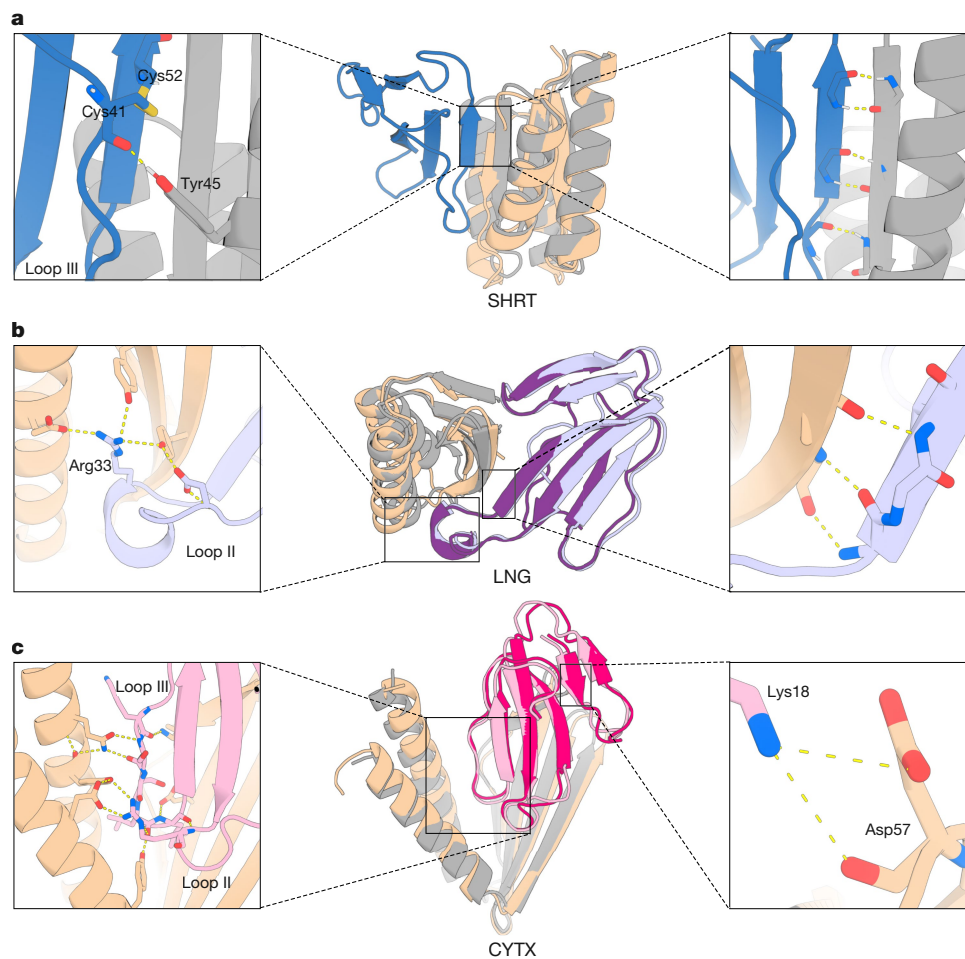 a
Cys52
Cys41
Tyr45
Loop III
SHRT
b
Arg33
Loop II
LNG
c
Loop III
Lys18
Asp57
Loop II
CYTX